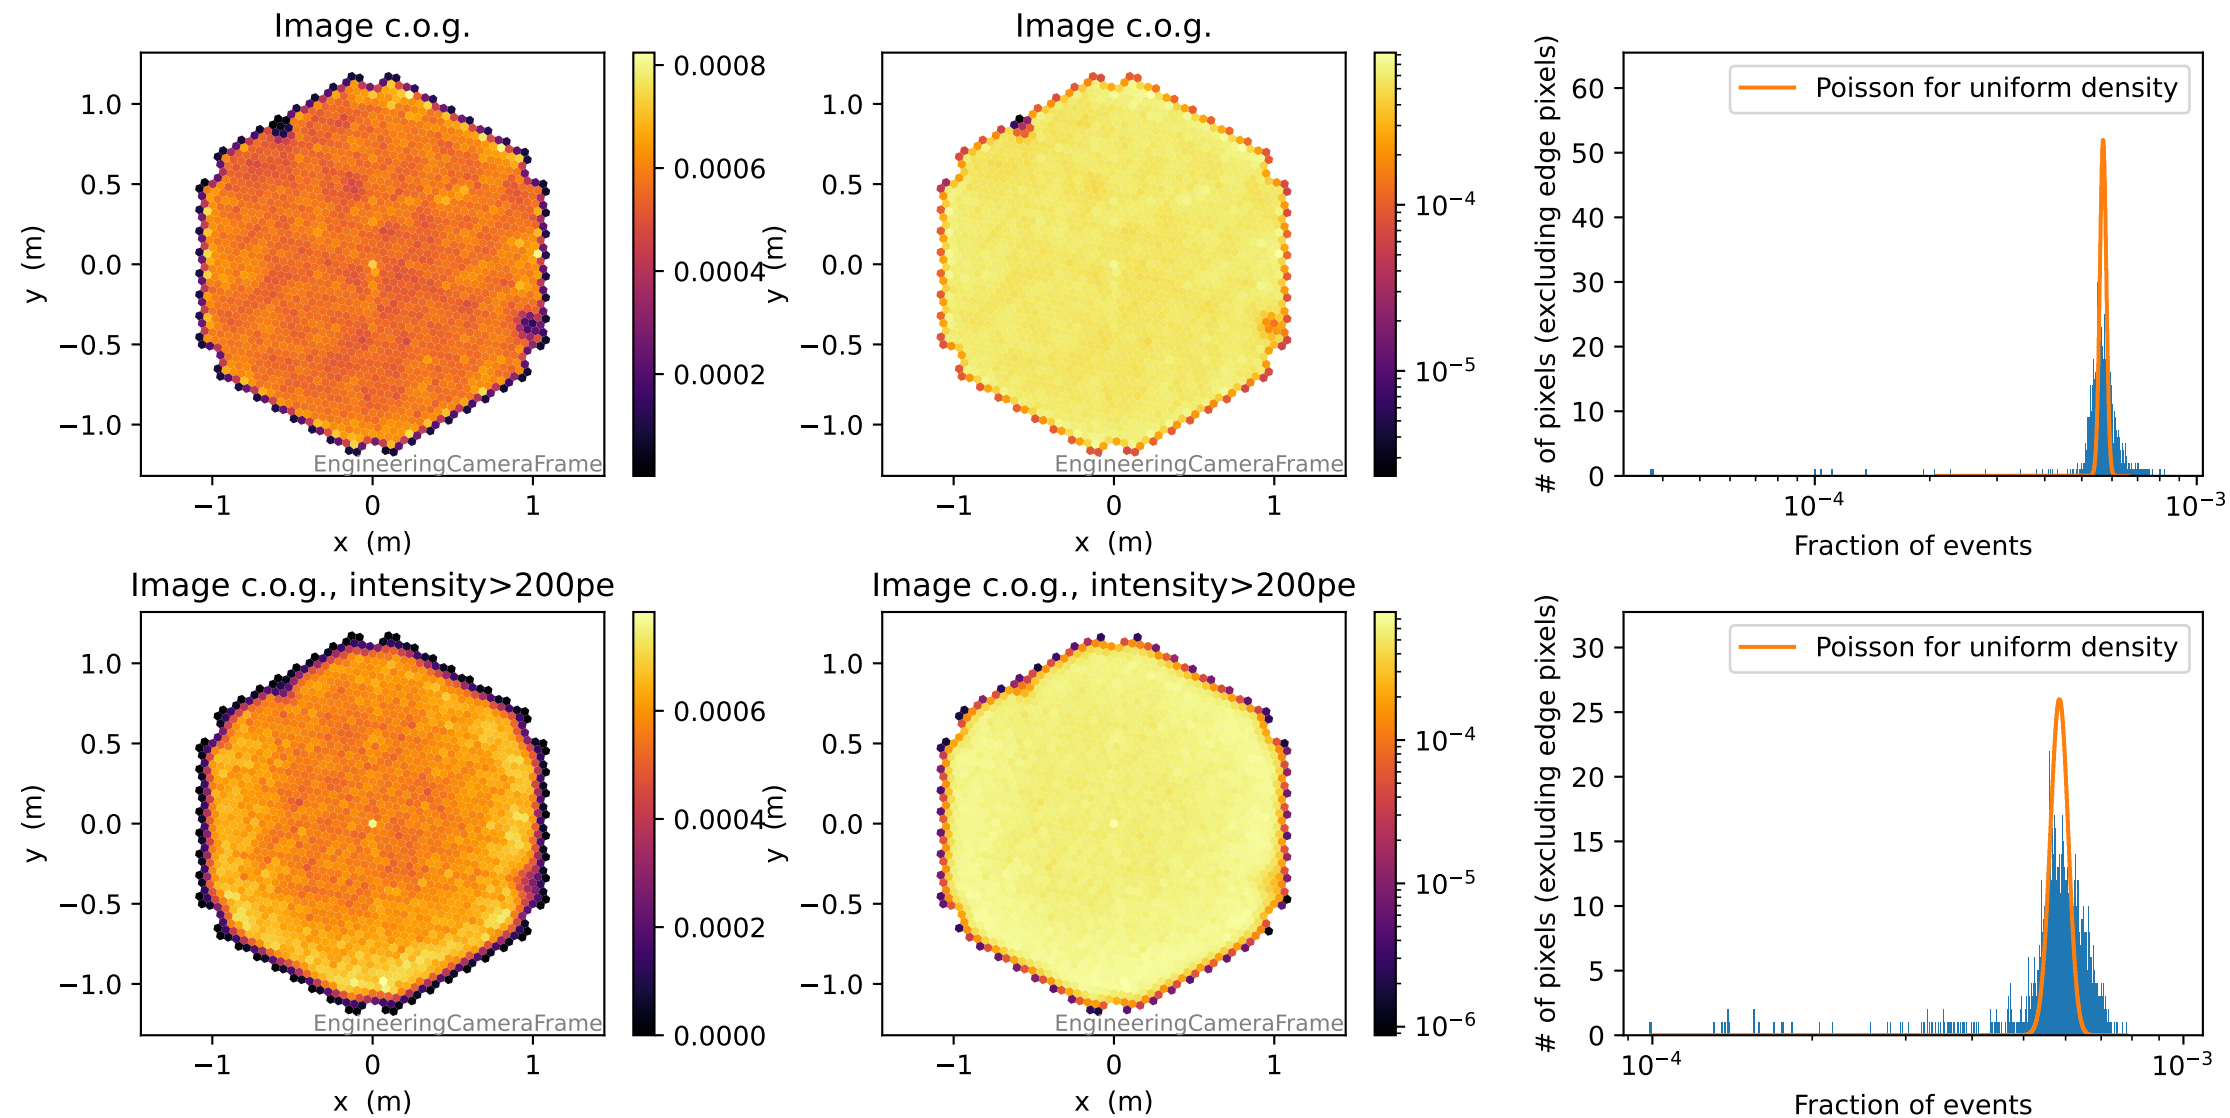 Image c.o.g.
1.0
0.5
0.0
−0.5
−1.0
y (m)
−1
0
1
x (m)
EngineeringCameraFrame
0.0008
0.0006
0.0004
0.0002
Image c.o.g.
1.0
0.5
0.0
−0.5
−1.0
y (m)
−1
0
1
x (m)
EngineeringCameraFrame
10−4
10−5
# of pixels (excluding edge pixels)
60
50
40
30
20
10
0
Poisson for uniform density
10−4
10−3
Fraction of events
Image c.o.g., intensity>200pe
1.0
0.5
0.0
−0.5
−1.0
y (m)
−1
0
1
x (m)
EngineeringCameraFrame
0.0006
0.0004
0.0002
0.0000
Image c.o.g., intensity>200pe
1.0
0.5
0.0
−0.5
−1.0
y (m)
−1
0
1
x (m)
EngineeringCameraFrame
10−4
10−5
10−6
# of pixels (excluding edge pixels)
30
25
20
15
10
5
0
Poisson for uniform density
10−4
10−3
Fraction of events